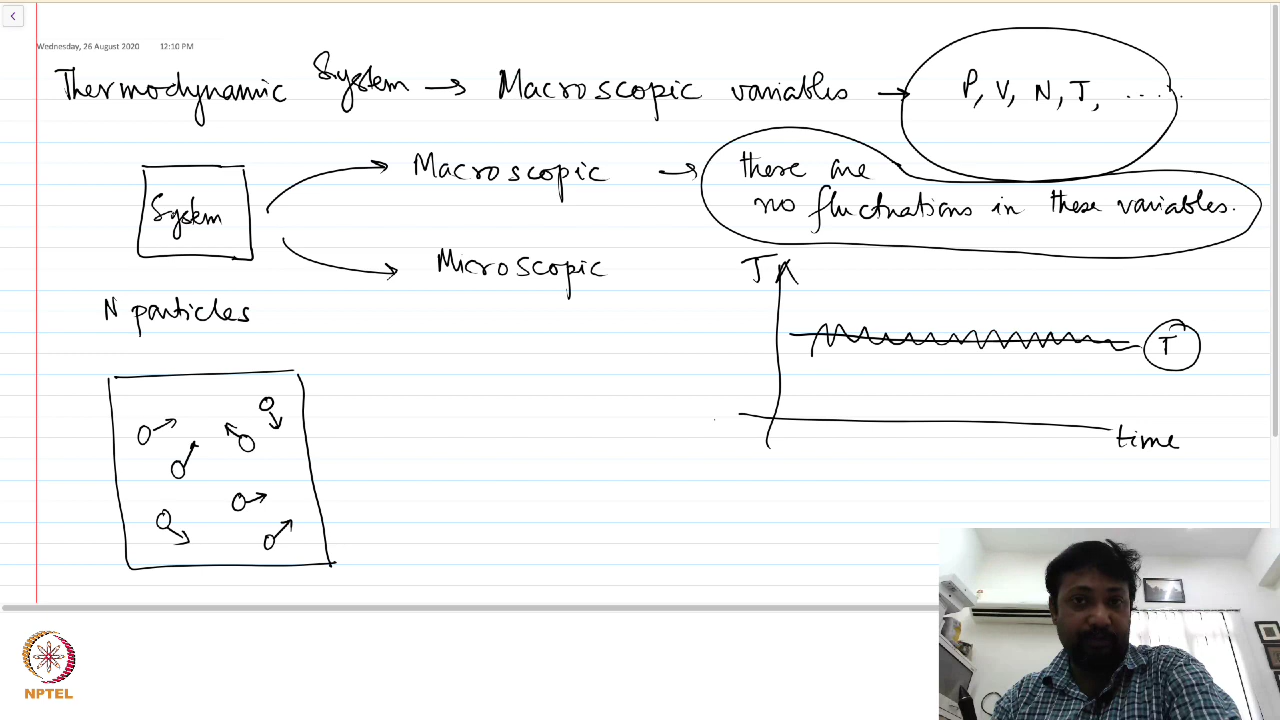 Wednesday, 26 August 2020 12:10 PM
Thermodynamic System → Macroscopic variables → P, V, N, T, .....
System
Macroscopic → there are
no fluctuations in these variables.
Microscopic
N particles
T
T
time
NPTEL